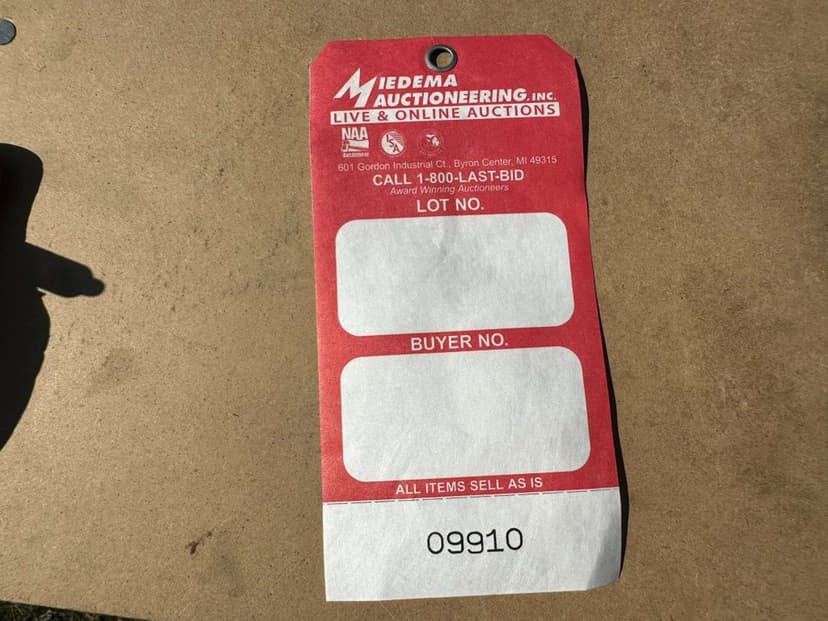 MIEDEMA
AUCTIONEERING, INC.
LIVE & ONLINE AUCTIONS
NAA
601 Gordon Industrial Ct., Byron Center, MI 49315
CALL 1-800-LAST-BID
Award Winning Auctioneers
LOT NO.
BUYER NO.
ALL ITEMS SELL AS IS
09910